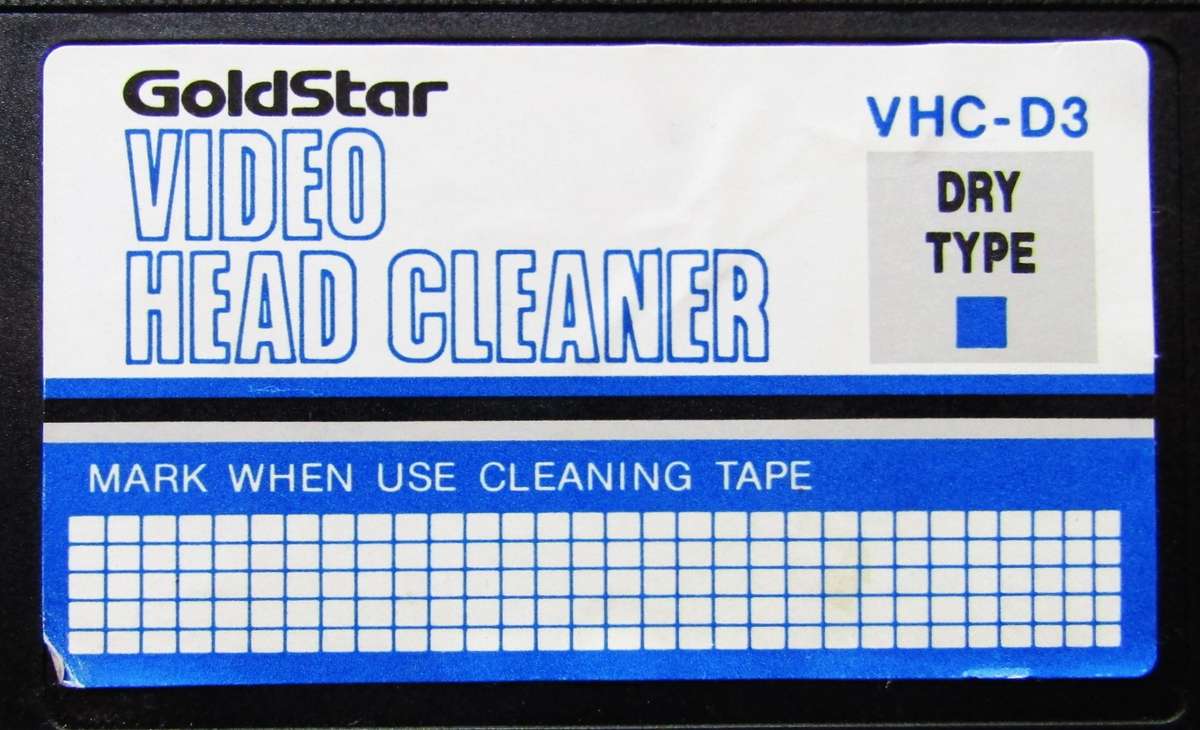 GoldStar
VIDEO
HEAD CLEANER
VHC-D3
DRY
TYPE
MARK WHEN USE CLEANING TAPE